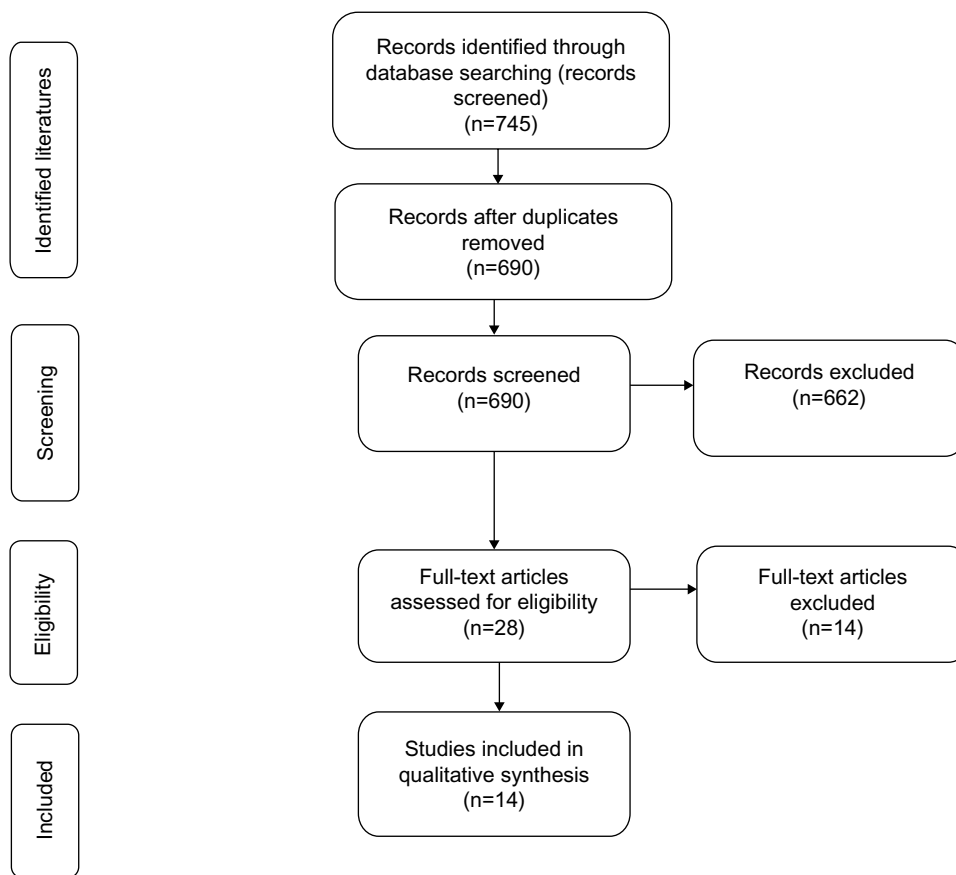 Identified literatures
Records identified through
database searching (records
screened)
(n=745)
Records after duplicates
removed
(n=690)
Screening
Records screened
(n=690)
Records excluded
(n=662)
Eligibility
Full-text articles
assessed for eligibility
(n=28)
Full-text articles
excluded
(n=14)
Included
Studies included in
qualitative synthesis
(n=14)